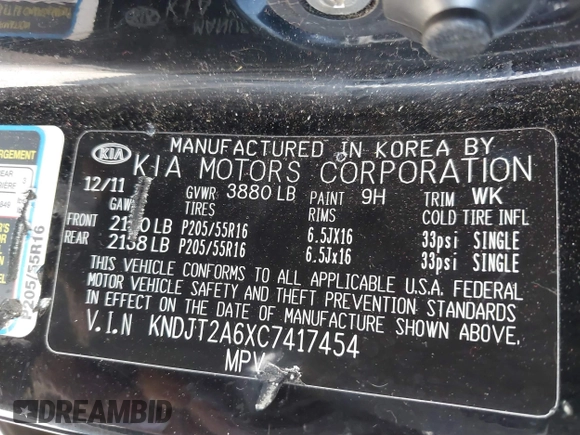 MANUFACTURED IN KOREA BY
KIA KIA MOTORS CORPORATION
12/11 GVWR 3880 LB PAINT 9H TRIM WK
TIRES RIMS COLD TIRE INFL
FRONT LB P205/55R16 6.5JX16 33psi SINGLE
REAR LB P205/55R16 6.5Jx16 33psi SINGLE
THIS VEHICLE CONFORMS TO ALL APPLICABLE U.S.A. FEDERAL
MOTOR VEHICLE SAFETY AND THEFT PREVENTION STANDARDS
IN EFFECT ON THE DATE OF MANUFACTURE SHOWN ABOVE.
V.I.N KNDJT2A6XC7417454
MPV
P205/55R16
DREAMBID